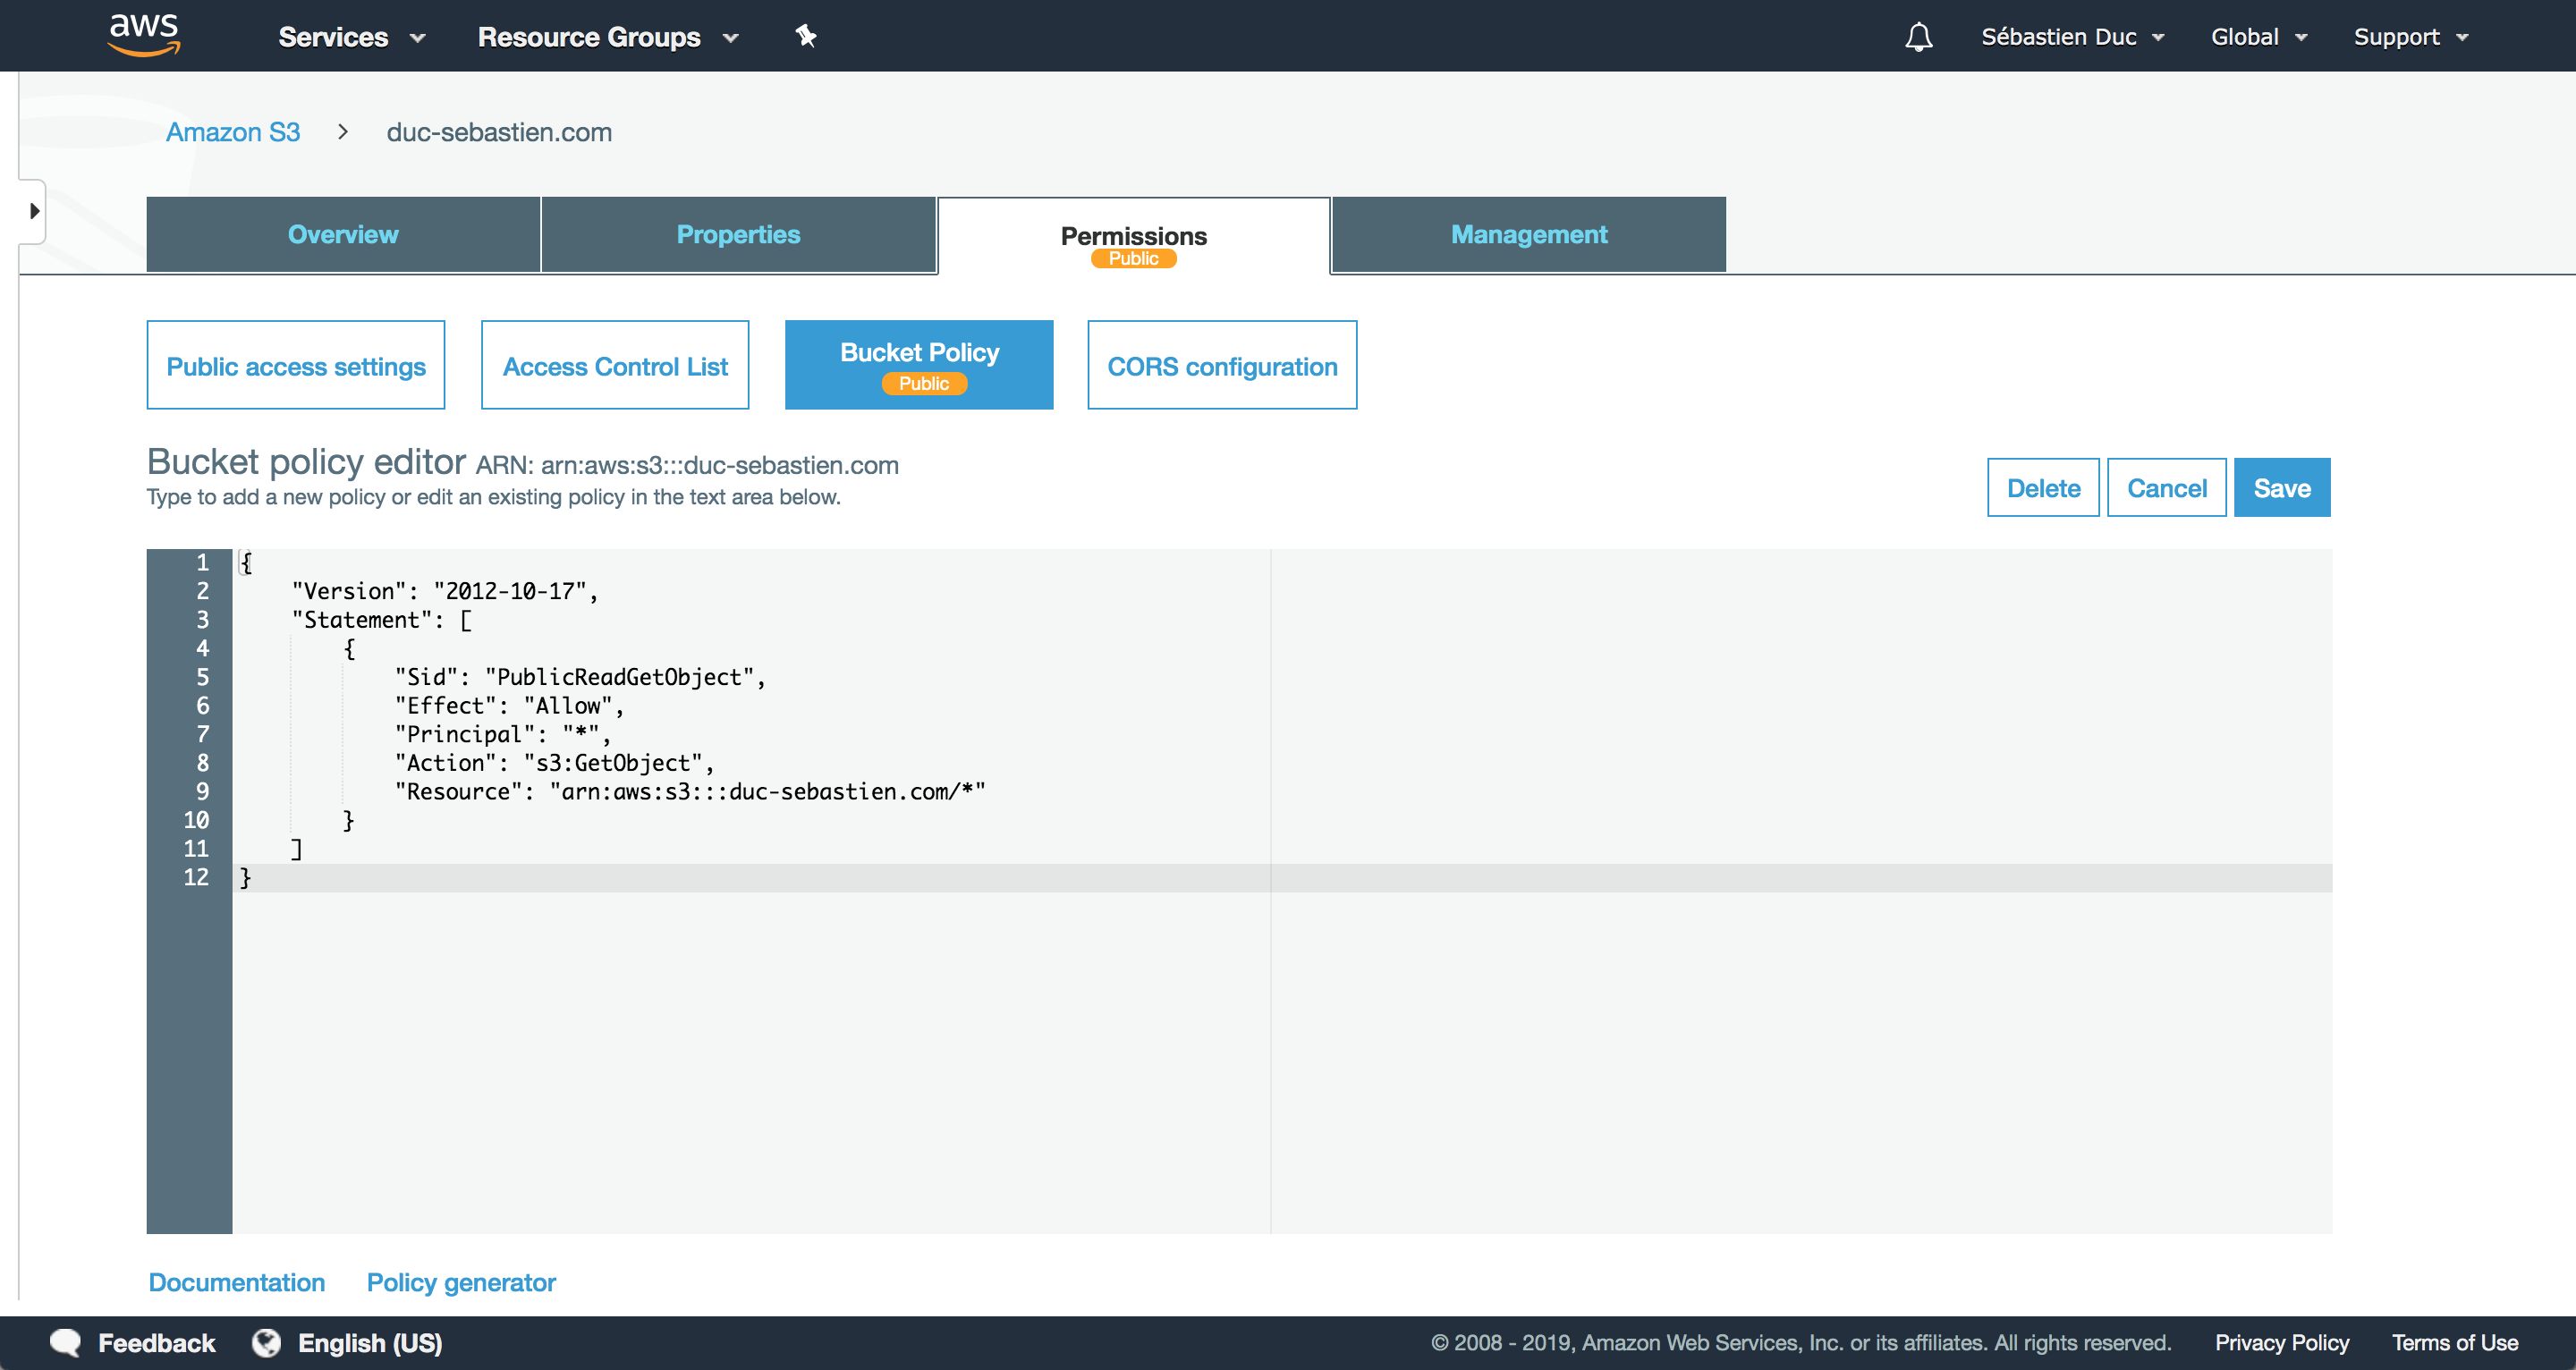 aws Services Resource Groups Sébastien Duc Global Support
Amazon S3 > duc-sebastien.com
Overview Properties Permissions Management
Public
Public access settings Access Control List Bucket Policy CORS configuration
Public
Bucket policy editor ARN: arn:aws:s3:::duc-sebastien.com
Type to add a new policy or edit an existing policy in the text area below.
Delete Cancel Save
1 {
2     "Version": "2012-10-17",
3     "Statement": [
4         {
5             "Sid": "PublicReadGetObject",
6             "Effect": "Allow",
7             "Principal": "*",
8             "Action": "s3:GetObject",
9             "Resource": "arn:aws:s3:::duc-sebastien.com/*"
10         }
11     ]
12 }
Documentation Policy generator
Feedback English (US) © 2008 - 2019, Amazon Web Services, Inc. or its affiliates. All rights reserved. Privacy Policy Terms of Use